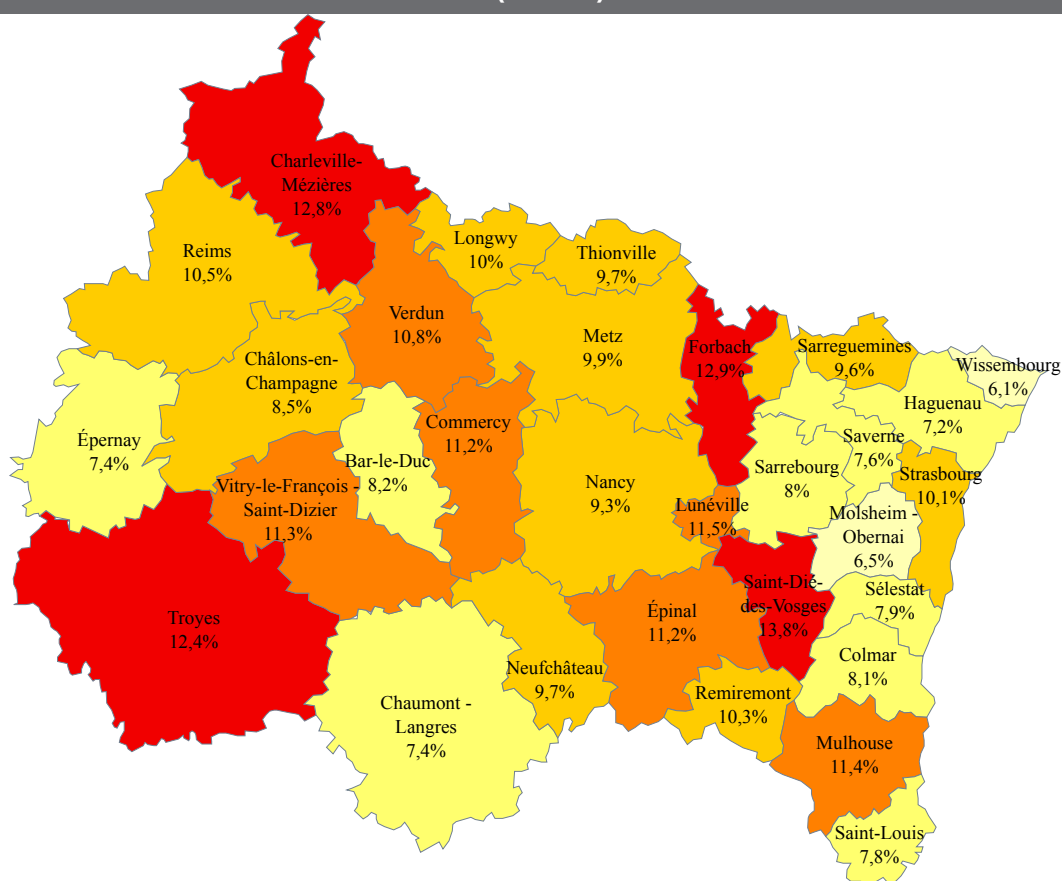 Charleville-
Mézières
12,8%
Reims
10,5%
Longwy
10%
Thionville
9,7%
Verdun
10,8%
Metz
9,9%
Forbach
12,9%
Sarreguemines
9,6%
Wissembourg
6,1%
Châlons-en-
Champagne
8,5%
Haguenau
7,2%
Épernay
7,4%
Commercy
11,2%
Saverne
7,6%
Bar-le-Duc
8,2%
Sarrebourg
8%
Strasbourg
10,1%
Vitry-le-François -
Saint-Dizier
11,3%
Nancy
9,3%
Lunéville
11,5%
Molsheim -
Obernai
6,5%
Saint-Dié-
des-Vosges
13,8%
Sélestat
7,9%
Troyes
12,4%
Épinal
11,2%
Colmar
8,1%
Neufchâteau
9,7%
Remiremont
10,3%
Chaumont -
Langres
7,4%
Mulhouse
11,4%
Saint-Louis
7,8%